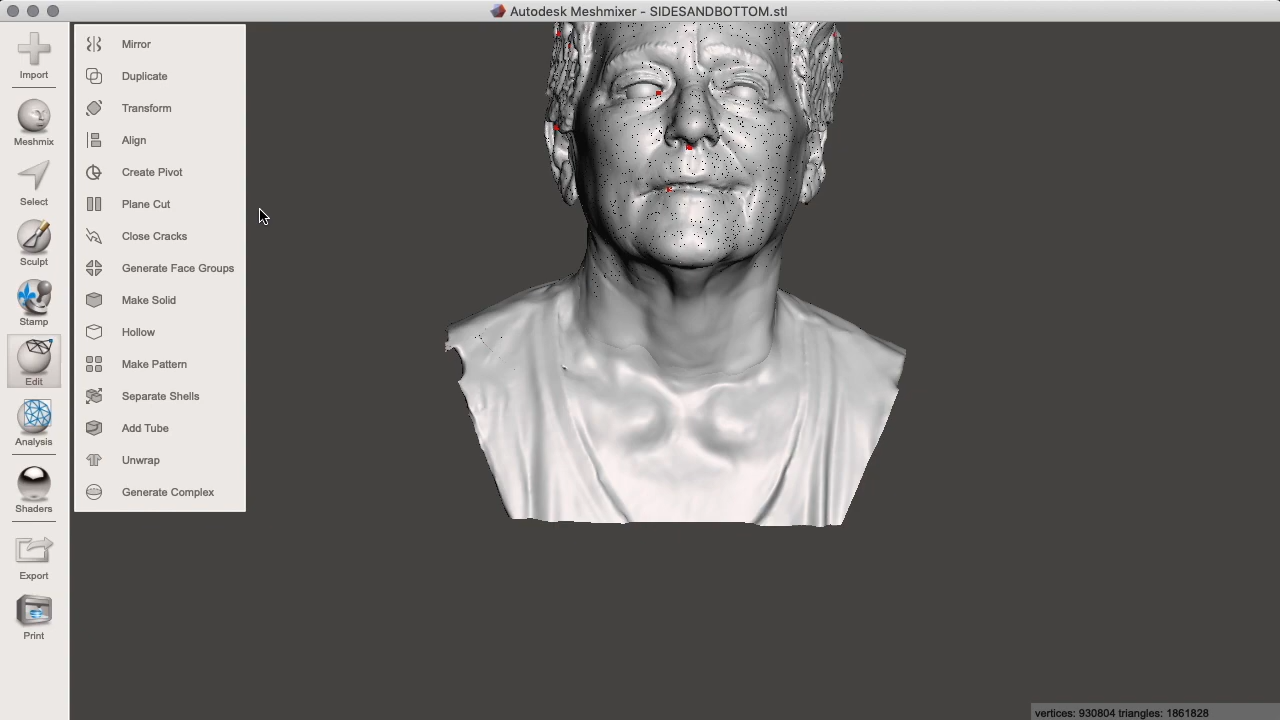 Autodesk Meshmixer - SIDESANDBOTTOM.stl
Import
Meshmix
Select
Sculpt
Stamp
Edit
Analysis
Shaders
Export
Print
Mirror
Duplicate
Transform
Align
Create Pivot
Plane Cut
Close Cracks
Generate Face Groups
Make Solid
Hollow
Make Pattern
Separate Shells
Add Tube
Unwrap
Generate Complex
vertices: 930804 triangles: 1861828